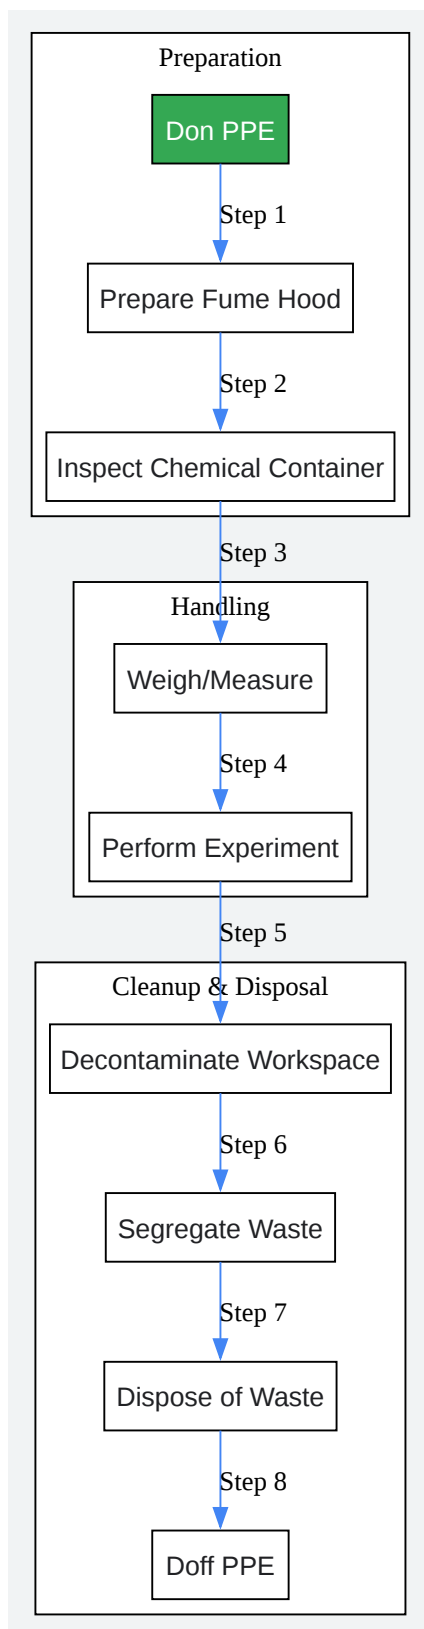 Preparation
Don PPE
Step 1
Prepare Fume Hood
Step 2
Inspect Chemical Container
Step 3
Handling
Weigh/Measure
Step 4
Perform Experiment
Step 5
Cleanup & Disposal
Decontaminate Workspace
Step 6
Segregate Waste
Step 7
Dispose of Waste
Step 8
Doff PPE